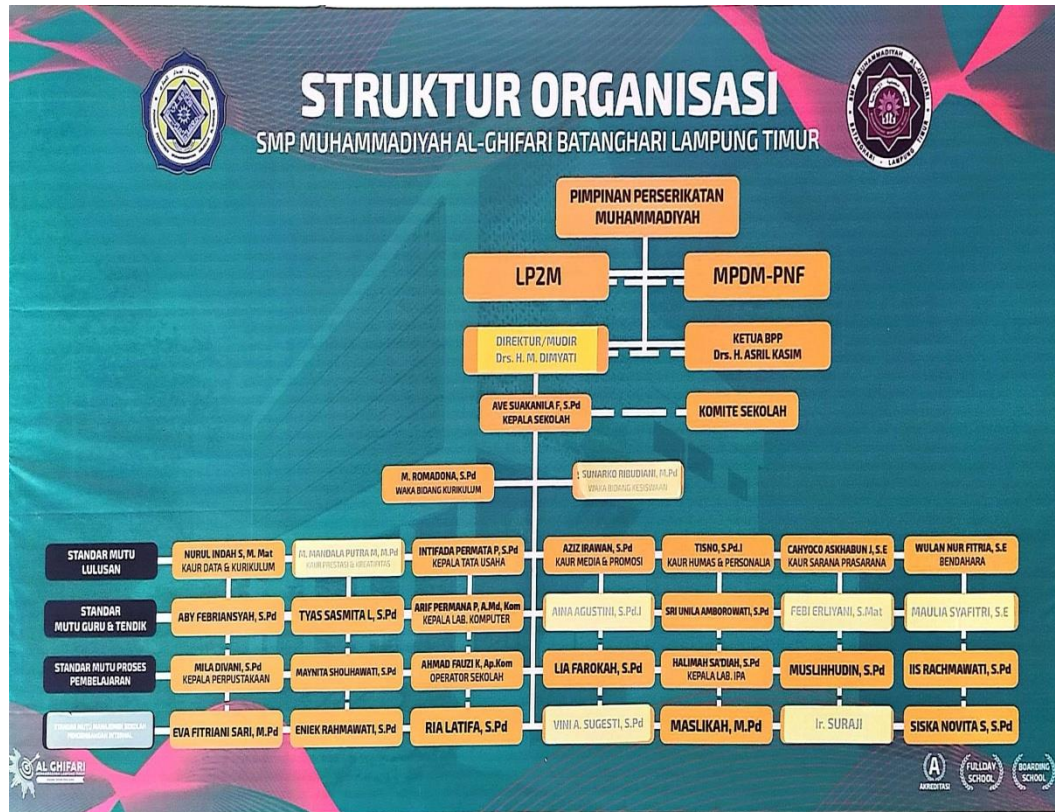 STRUKTUR ORGANISASI
SMP MUHAMMADIYAH AL-GHIFARI BATANGHARI LAMPUNG TIMUR
PIMPINAN PERSERIKATAN
MUHAMMADIYAH
LP2M
MPDM-PNF
DIREKTUR/MUDIR
Drs. H. M. DIMYATI
KETUA BPP
Drs. H. ASRIL KASIM
AVE SUAKANILA F, S.Pd
KEPALA SEKOLAH
KOMITE SEKOLAH
M. ROMADONA, S.Pd
WAKA BIDANG KURIKULUM
SUNARKO RIBUDIANI, M.Pd
WAKA BIDANG KESISWAAN
STANDAR MUTU
LULUSAN
NURUL INDAH S, M. Mat
KAUR DATA & KURIKULUM
M. MANDALA PUTRA M, M.Pd
KAUR PRESTASI & KREATIFITAS
INTIFADA PERMATA P, S.Pd
KEPALA TATA USAHA
AZIZ IRAWAN, S.Pd
KAUR MEDIA & PROMOSI
TISNO, S.Pd.I
KAUR HUMAS & PERSONALIA
CAHYOCO ASKHABUN J, S.E
KAUR SARANA PRASARANA
WULAN NUR FITRIA, S.E
BENDAHARA
STANDAR
MUTU GURU & TENDIK
ABY FEBRIANSYAH, S.Pd
TYAS SASMITA L, S.Pd
ARIF PERMANA P, A.Md, Kom
KEPALA LAB. KOMPUTER
AINA AGUSTINI, S.Pd.I
SRI UNILA AMBOROWATI, S.Pd
FEBI ERLIYANI, S.Mat
MAULIA SYAFITRI, S.E
STANDAR MUTU PROSES
PEMBELAJARAN
MILA DIVANI, S.Pd
KEPALA PERPUSTAKAAN
MAYNITA SHOLIHAWATI, S.Pd
AHMAD FAUZI K, Ap.Kom
OPERATOR SEKOLAH
LIA FAROKAH, S.Pd
HALIMAH SA'DIAH, S.Pd
KEPALA LAB. IPA
MUSLIHHUDIN, S.Pd
IIS RACHMAWATI, S.Pd
STANDAR MUTU MANAJEMEN SEKOLAH
EVA FITRIANI SARI, M.Pd
ENIEK RAHMAWATI, S.Pd
RIA LATIFA, S.Pd
VINI A. SUGESTI, S.Pd
MASLIKAH, M.Pd
Ir. SURAJI
SISKA NOVITA S, S.Pd
AL GHIFARI
A
AKREDITASI
FULLDAY
SCHOOL
BOARDING
SCHOOL